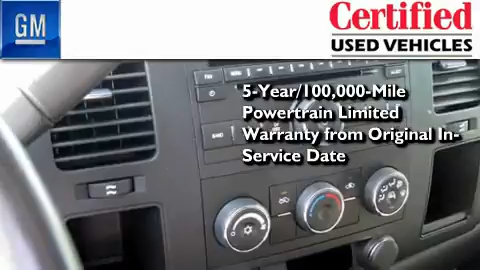 GM
Certified
USED VEHICLES
5-Year/100,000-Mile
Powertrain Limited
Warranty from Original In-
Service Date